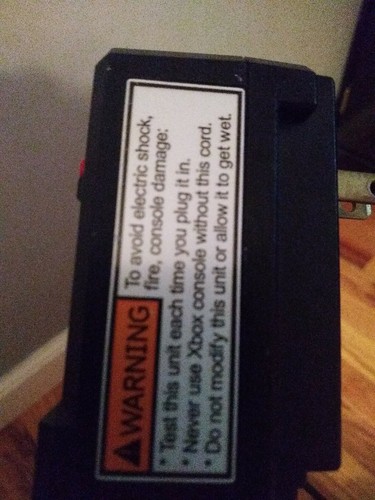 WARNING
To avoid electric shock,
fire, console damage:
* Test this unit each time you plug it in.
* Never use Xbox console without this cord.
* Do not modify this unit or allow it to get wet.